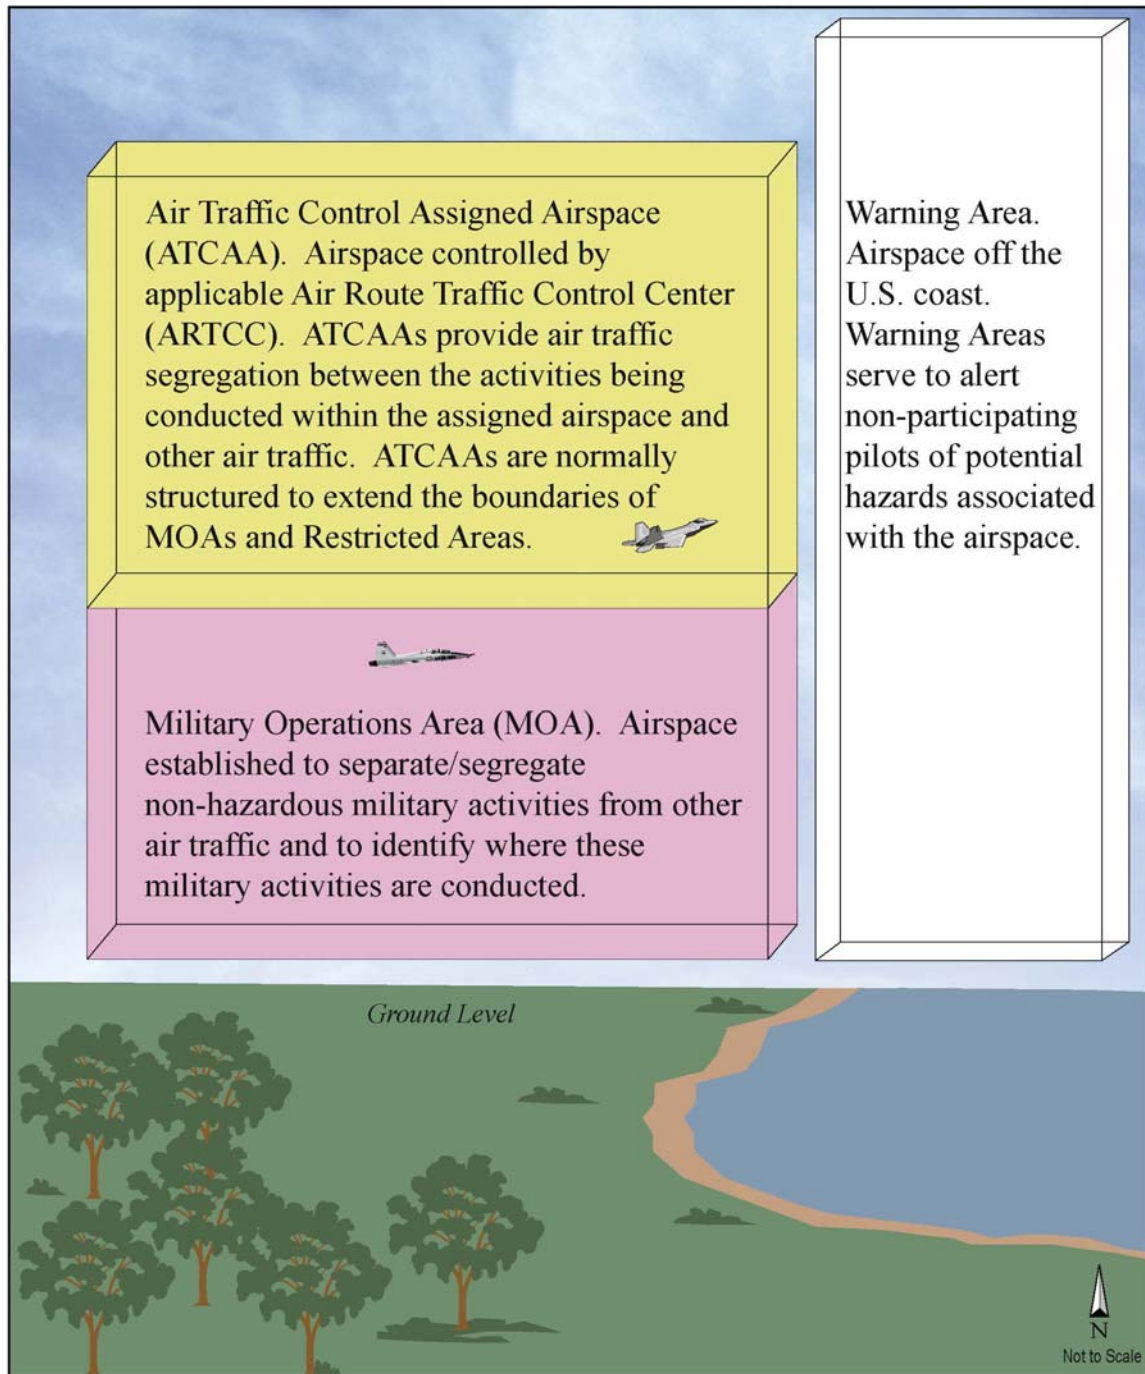 Air Traffic Control Assigned Airspace
(ATCAA).  Airspace controlled by
applicable Air Route Traffic Control Center
(ARTCC).  ATCAAs provide air traffic
segregation between the activities being
conducted within the assigned airspace and
other air traffic.  ATCAAs are normally
structured to extend the boundaries of
MOAs and Restricted Areas.
Military Operations Area (MOA).  Airspace
established to separate/segregate
non-hazardous military activities from other
air traffic and to identify where these
military activities are conducted.
Warning Area.
Airspace off the
U.S. coast.
Warning Areas
serve to alert
non-participating
pilots of potential
hazards associated
with the airspace.
Ground Level
N
Not to Scale